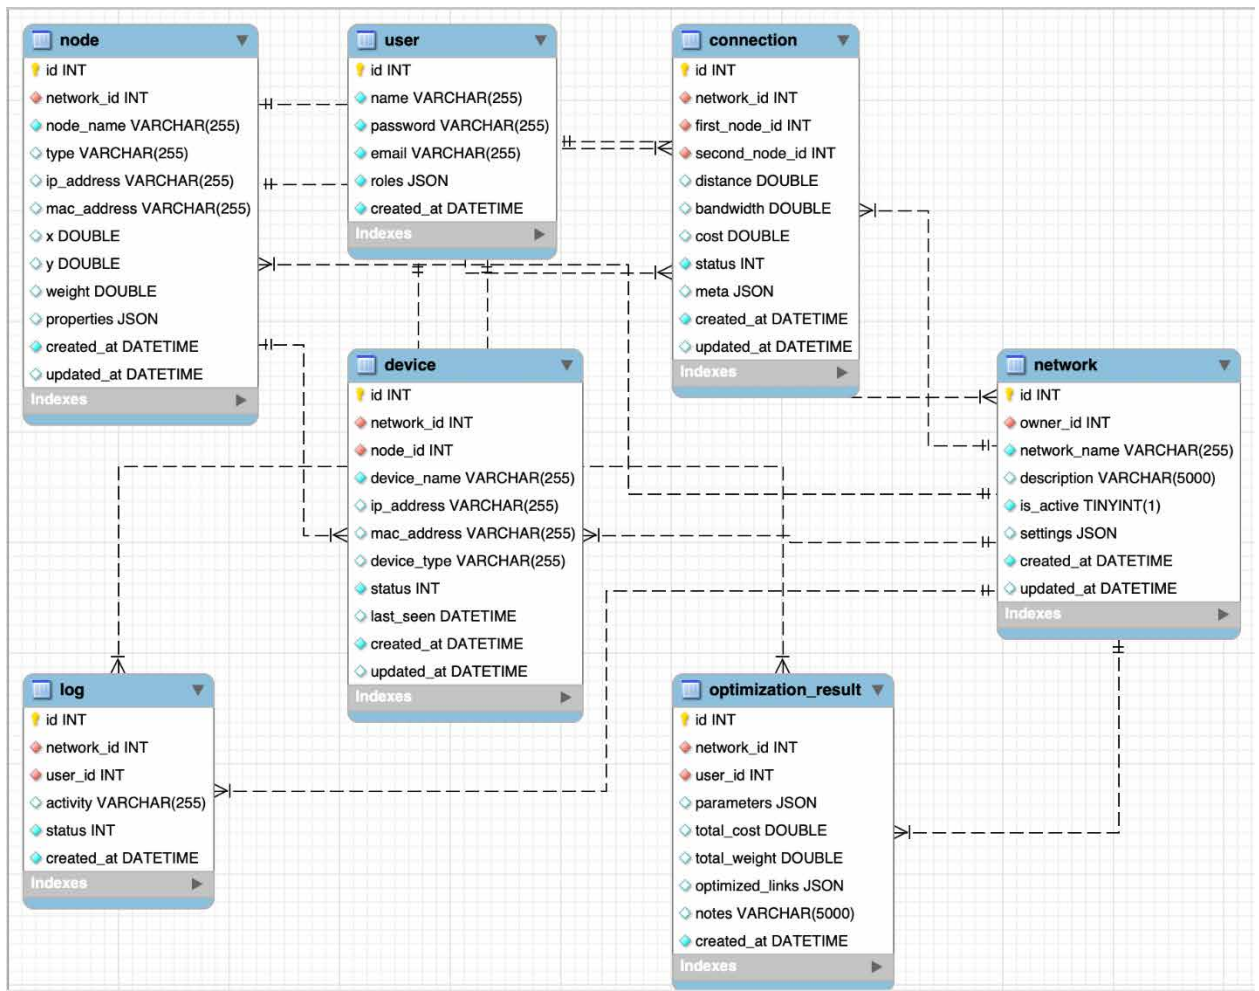 node
id INT
network_id INT
node_name VARCHAR(255)
type VARCHAR(255)
ip_address VARCHAR(255)
mac_address VARCHAR(255)
x DOUBLE
y DOUBLE
weight DOUBLE
properties JSON
created_at DATETIME
updated_at DATETIME
Indexes
user
id INT
name VARCHAR(255)
password VARCHAR(255)
email VARCHAR(255)
roles JSON
created_at DATETIME
Indexes
connection
id INT
network_id INT
first_node_id INT
second_node_id INT
distance DOUBLE
bandwidth DOUBLE
cost DOUBLE
status INT
meta JSON
created_at DATETIME
updated_at DATETIME
Indexes
device
id INT
network_id INT
node_id INT
device_name VARCHAR(255)
ip_address VARCHAR(255)
mac_address VARCHAR(255)
device_type VARCHAR(255)
status INT
last_seen DATETIME
created_at DATETIME
updated_at DATETIME
Indexes
network
id INT
owner_id INT
network_name VARCHAR(255)
description VARCHAR(5000)
is_active TINYINT(1)
settings JSON
created_at DATETIME
updated_at DATETIME
Indexes
log
id INT
network_id INT
user_id INT
activity VARCHAR(255)
status INT
created_at DATETIME
Indexes
optimization_result
id INT
network_id INT
user_id INT
parameters JSON
total_cost DOUBLE
total_weight DOUBLE
optimized_links JSON
notes VARCHAR(5000)
created_at DATETIME
Indexes